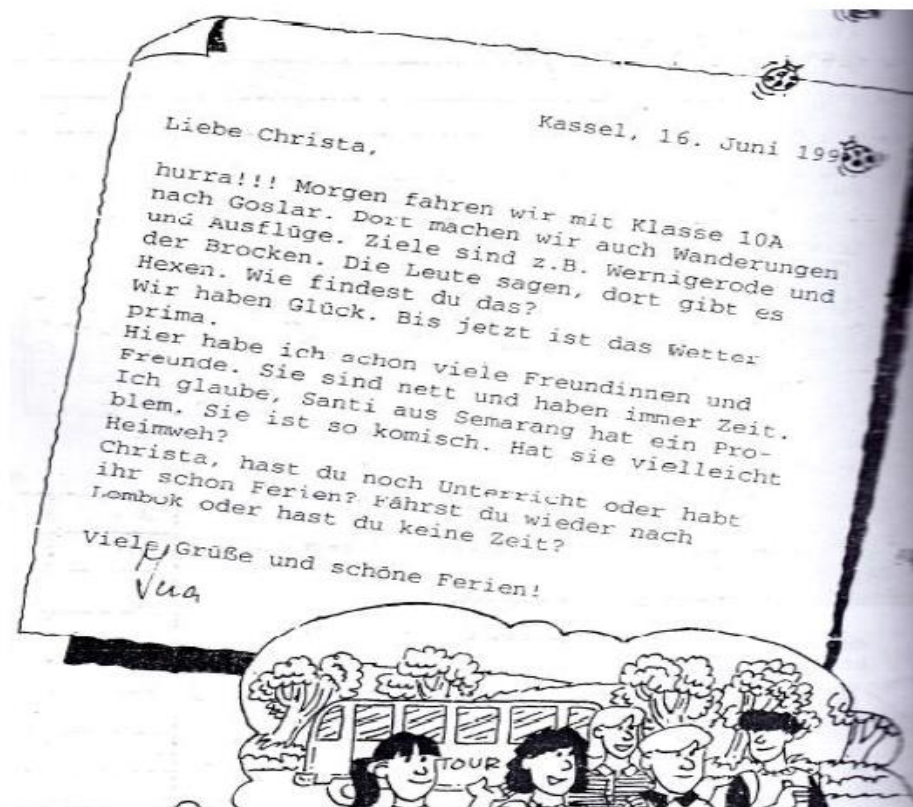 Kassel, 16. Juni 199
Liebe Christa,
hurra!!! Morgen fahren wir mit Klasse 10A
nach Goslar. Dort machen wir auch Wanderungen
und Ausflüge. Ziele sind z.B. Wernigerode und
der Brocken. Die Leute sagen, dort gibt es
Hexen. Wie findest du das?
Wir haben Glück. Bis jetzt ist das Wetter
prima.
Hier habe ich schon viele Freundinnen und
Freunde. Sie sind nett und haben immer Zeit.
Ich glaube, Santi aus Semarang hat ein Pro-
blem. Sie ist so komisch. Hat sie vielleicht
Heimweh?
Christa, hast du noch Unterricht oder habt
ihr schon Ferien? Fährst du wieder nach
Lombok oder hast du keine Zeit?
Viele Grüße und schöne Ferien!
Vera
TOUR